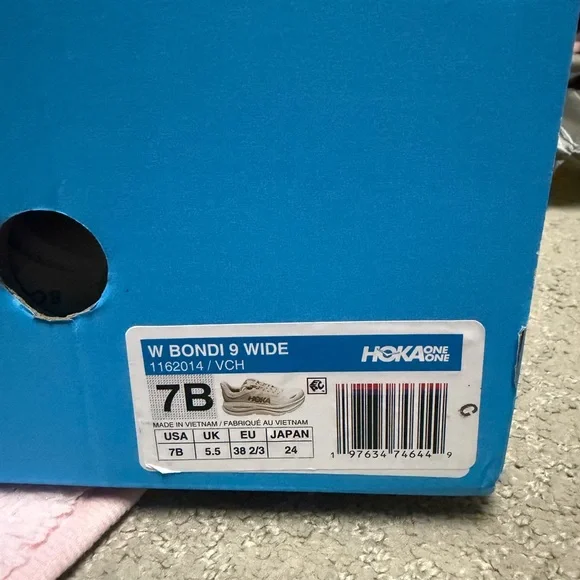 W BONDI 9 WIDE
1162014 / VCH
HOKA ONE ONE
7B
HOKA
MADE IN VIETNAM / FABRIQUÉ AU VIETNAM
USA UK EU JAPAN
7B 5.5 38 2/3 24
1 97634 74644 9